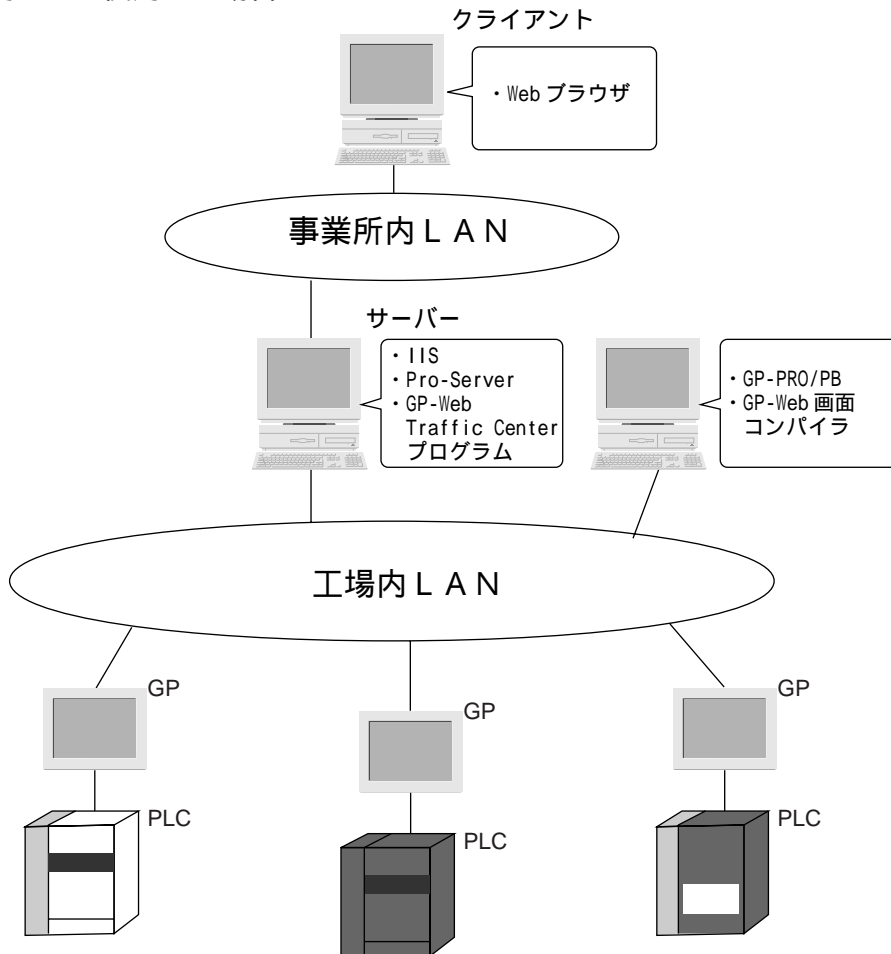 クライアント
・Web ブラウザ
事業所内ＬＡＮ
サーバー
・IIS
・Pro-Server
・GP-Web
Traffic Center
プログラム
・GP-PRO/PB
・GP-Web 画面
コンパイラ
工場内ＬＡＮ
GP
GP
GP
PLC
PLC
PLC